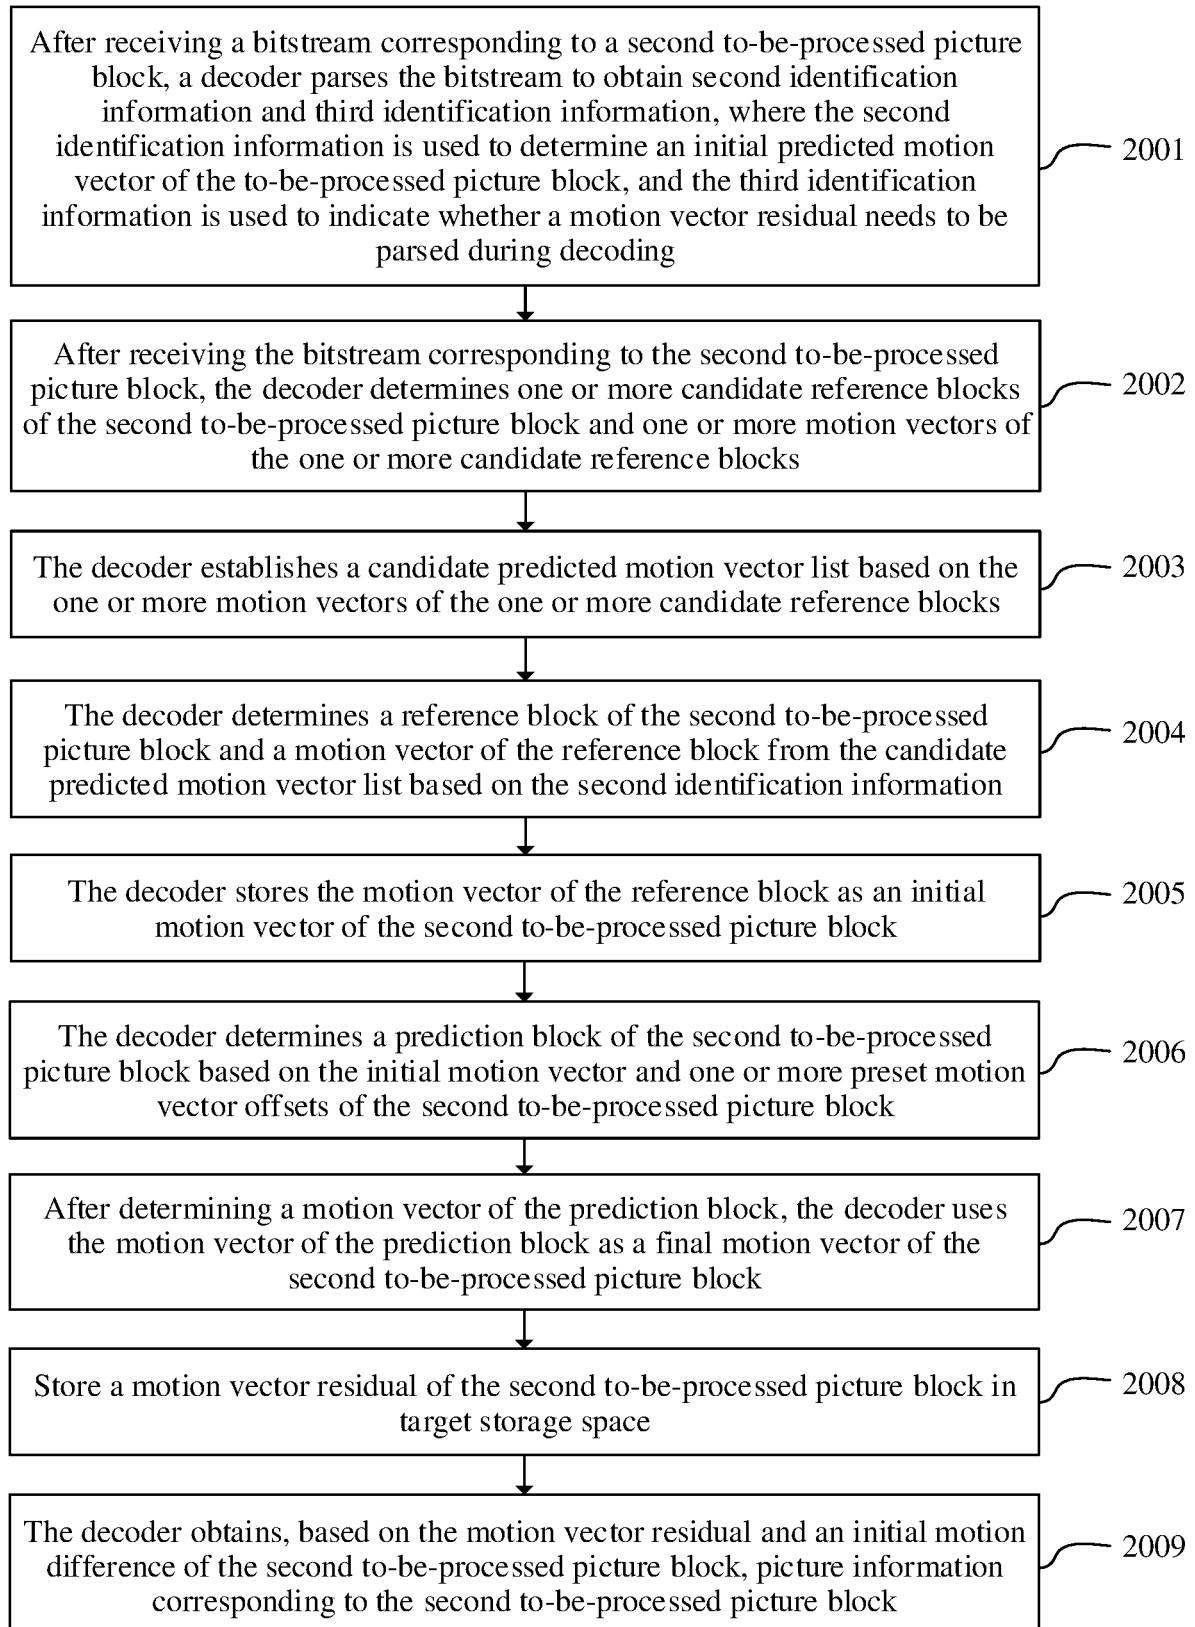 After receiving a bitstream corresponding to a second to-be-processed picture
block, a decoder parses the bitstream to obtain second identification
information and third identification information, where the second
identification information is used to determine an initial predicted motion
vector of the to-be-processed picture block, and the third identification
information is used to indicate whether a motion vector residual needs to be
parsed during decoding
2001
After receiving the bitstream corresponding to the second to-be-processed
picture block, the decoder determines one or more candidate reference blocks
of the second to-be-processed picture block and one or more motion vectors of
the one or more candidate reference blocks
2002
The decoder establishes a candidate predicted motion vector list based on the
one or more motion vectors of the one or more candidate reference blocks
2003
The decoder determines a reference block of the second to-be-processed
picture block and a motion vector of the reference block from the candidate
predicted motion vector list based on the second identification information
2004
The decoder stores the motion vector of the reference block as an initial
motion vector of the second to-be-processed picture block
2005
The decoder determines a prediction block of the second to-be-processed
picture block based on the initial motion vector and one or more preset motion
vector offsets of the second to-be-processed picture block
2006
After determining a motion vector of the prediction block, the decoder uses
the motion vector of the prediction block as a final motion vector of the
second to-be-processed picture block
2007
Store a motion vector residual of the second to-be-processed picture block in
target storage space
2008
The decoder obtains, based on the motion vector residual and an initial motion
difference of the second to-be-processed picture block, picture information
corresponding to the second to-be-processed picture block
2009